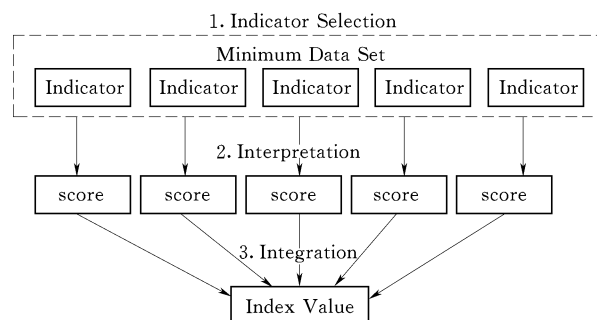 1. Indicator Selection
Minimum Data Set
Indicator Indicator Indicator Indicator Indicator
2. Interpretation
score score score score score
3. Integration
Index Value